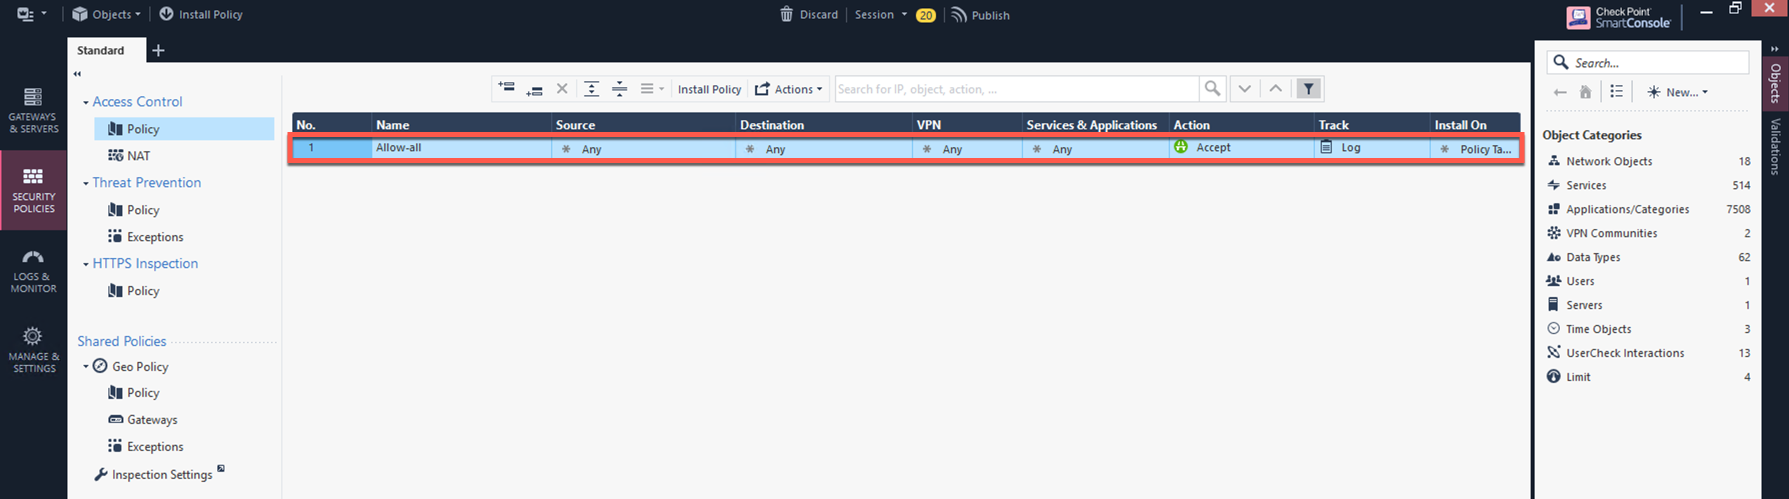 Objects
Install Policy
Discard
Session
20
Publish
Check Point
SmartConsole
Standard
GATEWAYS
& SERVERS
SECURITY
POLICIES
LOGS &
MONITOR
MANAGE &
SETTINGS
Access Control
Policy
NAT
Threat Prevention
Policy
Exceptions
HTTPS Inspection
Policy
Shared Policies
Geo Policy
Policy
Gateways
Exceptions
Inspection Settings
Install Policy
Actions
Search for IP, object, action, ...
No. Name Source Destination VPN Services & Applications Action Track Install On
1 Allow-all * Any * Any * Any * Any Accept Log * Policy Ta...
Search...
New...
Object Categories
Network Objects 18
Services 514
Applications/Categories 7508
VPN Communities 2
Data Types 62
Users 1
Servers 1
Time Objects 3
UserCheck Interactions 13
Limit 4
Objects
Validations